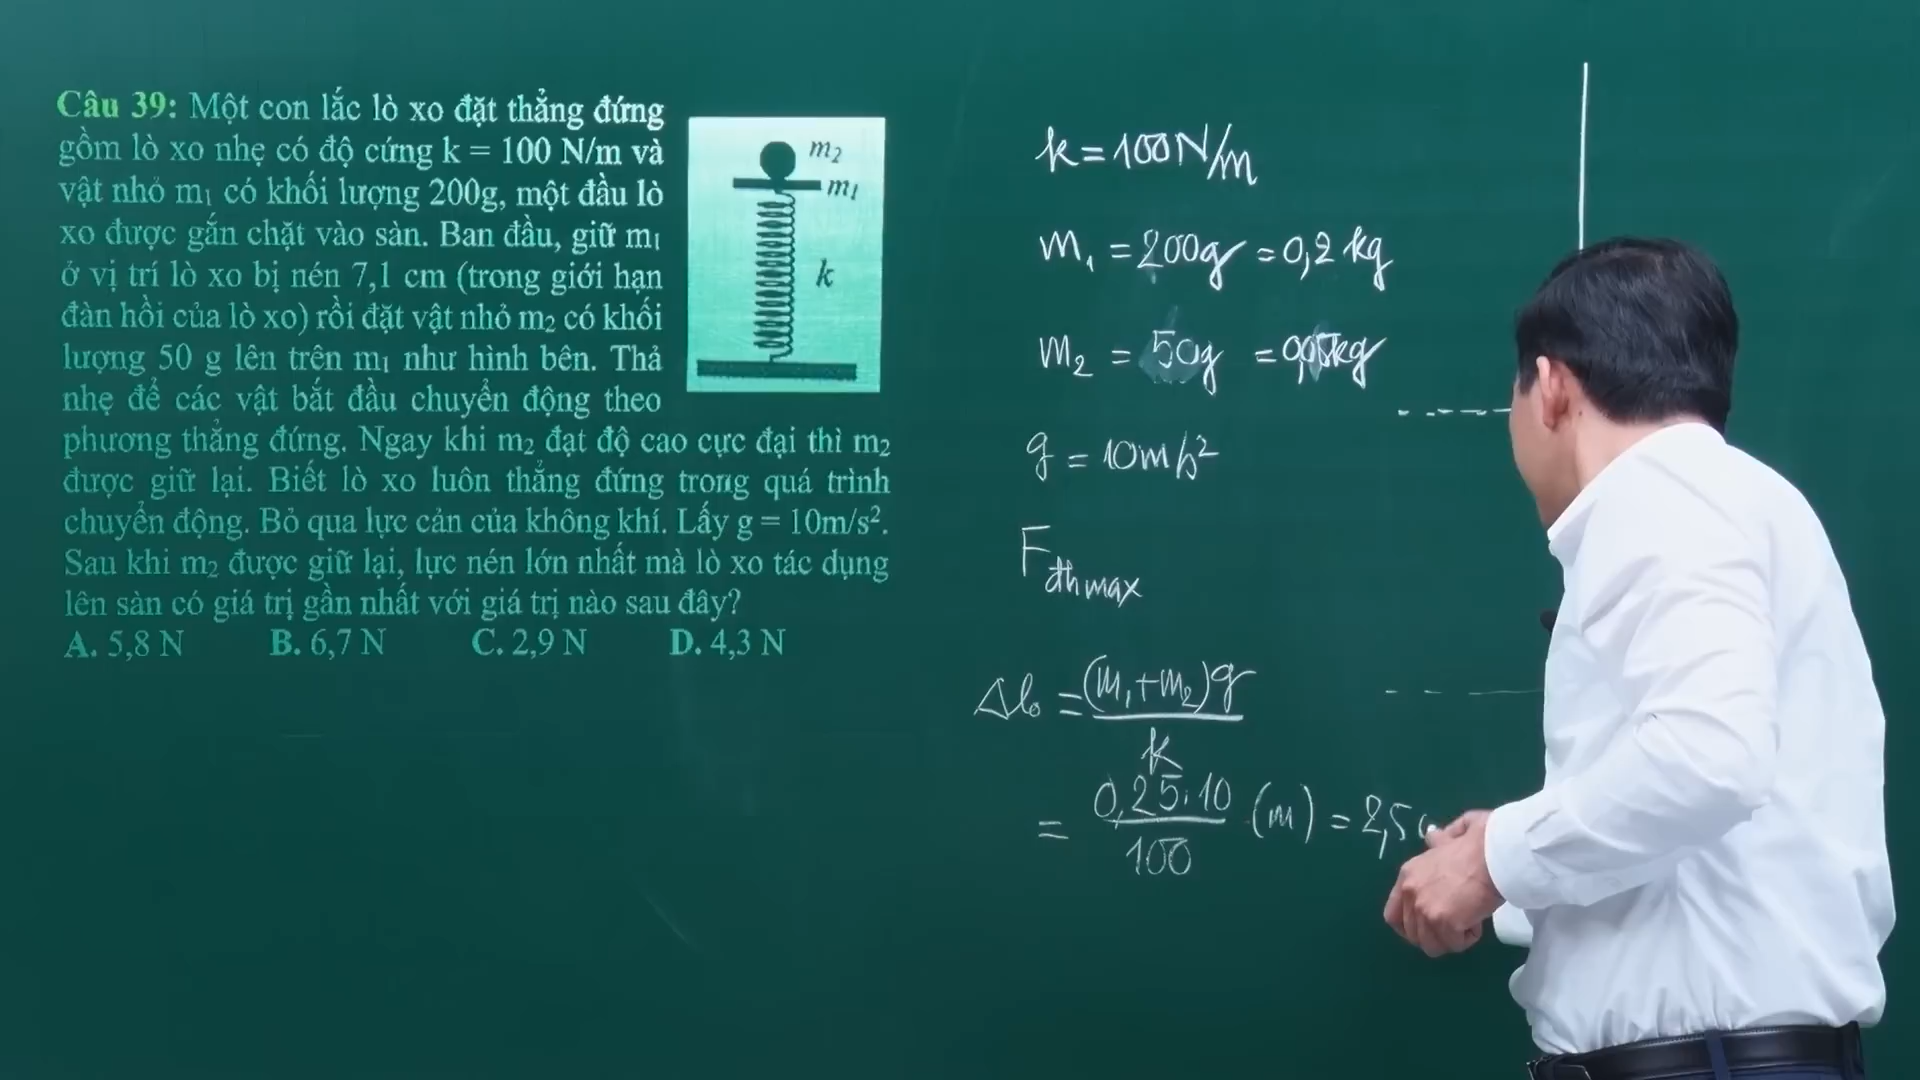 Câu 39: Một con lắc lò xo đặt thẳng đứng
gồm lò xo nhẹ có độ cứng k = 100 N/m và
vật nhỏ m₁ có khối lượng 200g, một đầu lò
xo được gắn chặt vào sàn. Ban đầu, giữ m₁
ở vị trí lò xo bị nén 7,1 cm (trong giới hạn
đàn hồi của lò xo) rồi đặt vật nhỏ m₂ có khối
lượng 50 g lên trên m₁ như hình bên. Thả
nhẹ để các vật bắt đầu chuyển động theo
phương thẳng đứng. Ngay khi m₂ đạt độ cao cực đại thì m₂
được giữ lại. Biết lò xo luôn thẳng đứng trong quá trình
chuyển động. Bỏ qua lực cản của không khí. Lấy g = 10m/s².
Sau khi m₂ được giữ lại, lực nén lớn nhất mà lò xo tác dụng
lên sàn có giá trị gần nhất với giá trị nào sau đây?
A. 5,8 N B. 6,7 N C. 2,9 N D. 4,3 N
m₂
m₁
k
k = 100N/m
m₁ = 200g = 0,2 kg
m₂ = 50g = 0,05kg
g = 10m/s²
Fđhmax
Δl₀ = (m₁+m₂)g / k
= 0,25.10 / 100 (m) = 2,5